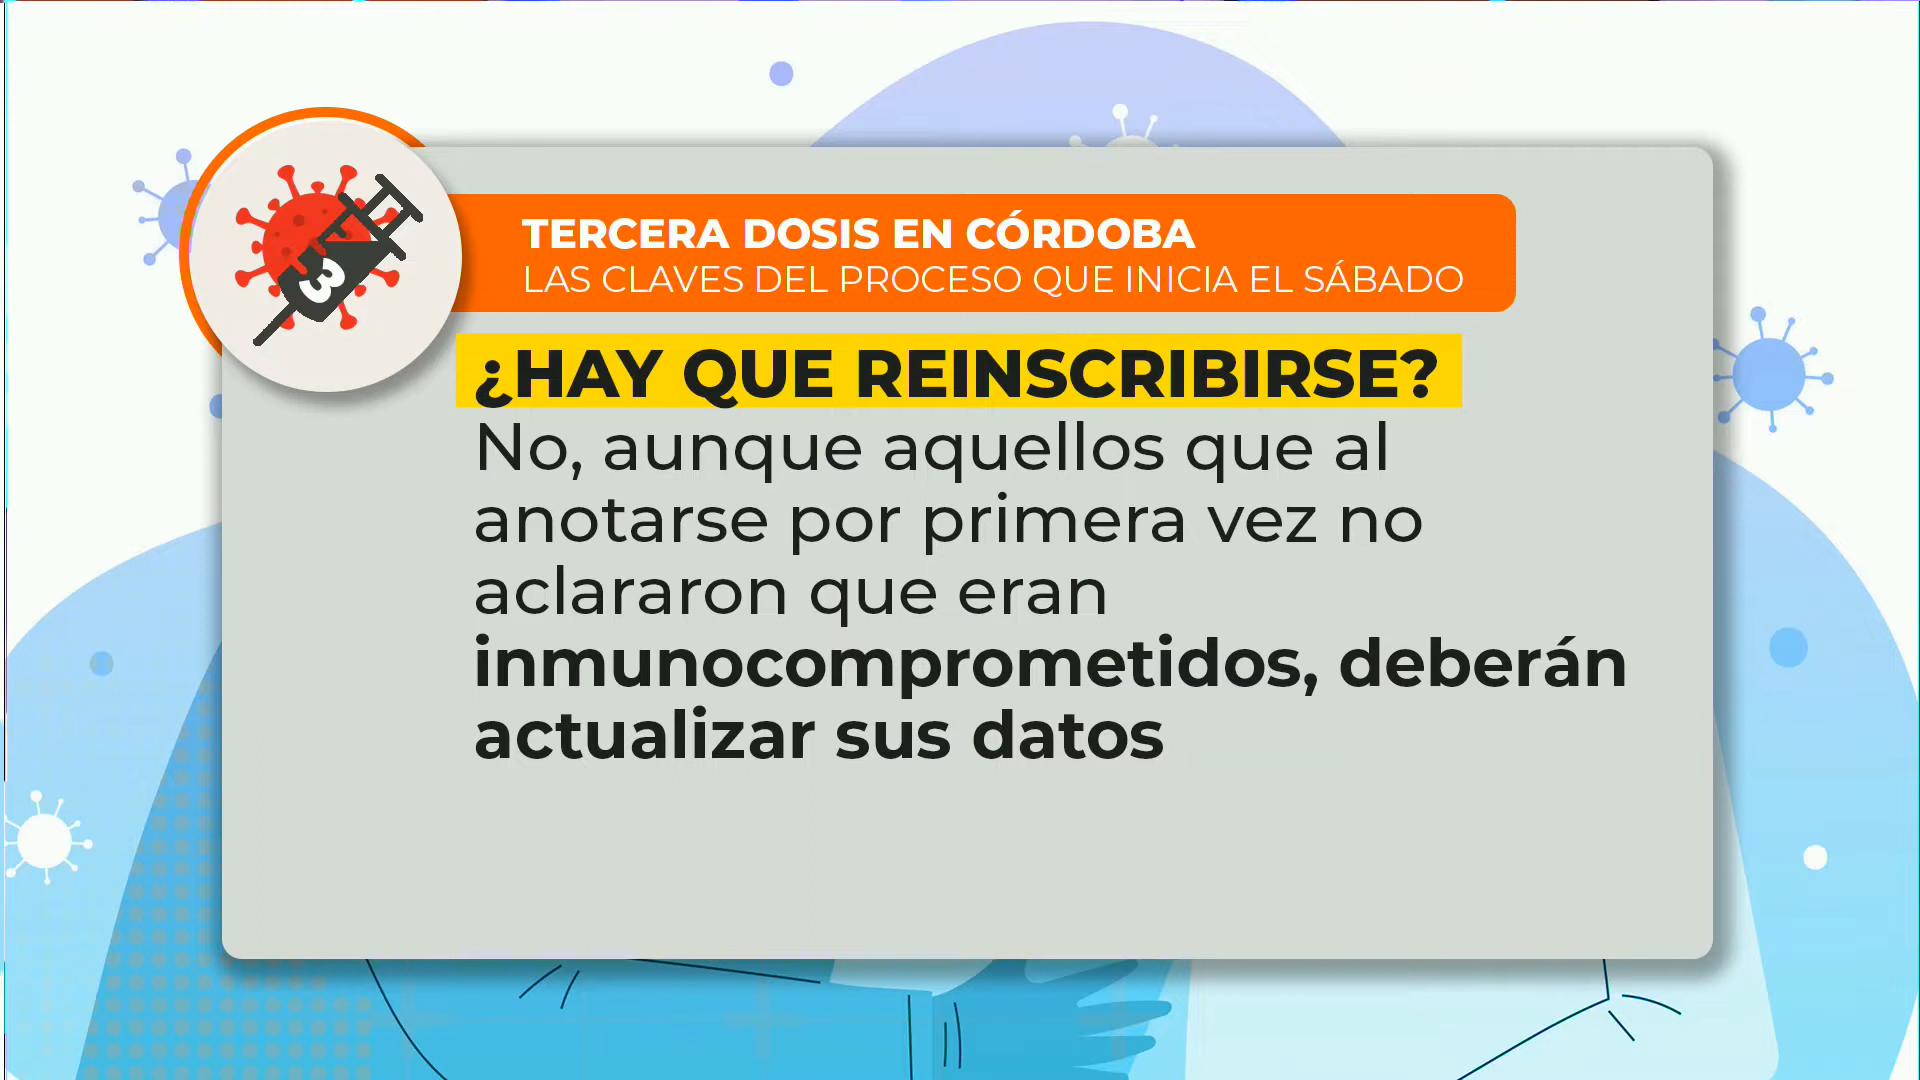 3
TERCERA DOSIS EN CÓRDOBA
LAS CLAVES DEL PROCESO QUE INICIA EL SÁBADO
¿HAY QUE REINSCRIBIRSE?
No, aunque aquellos que al
anotarse por primera vez no
aclararon que eran
inmunocomprometidos, deberán
actualizar sus datos